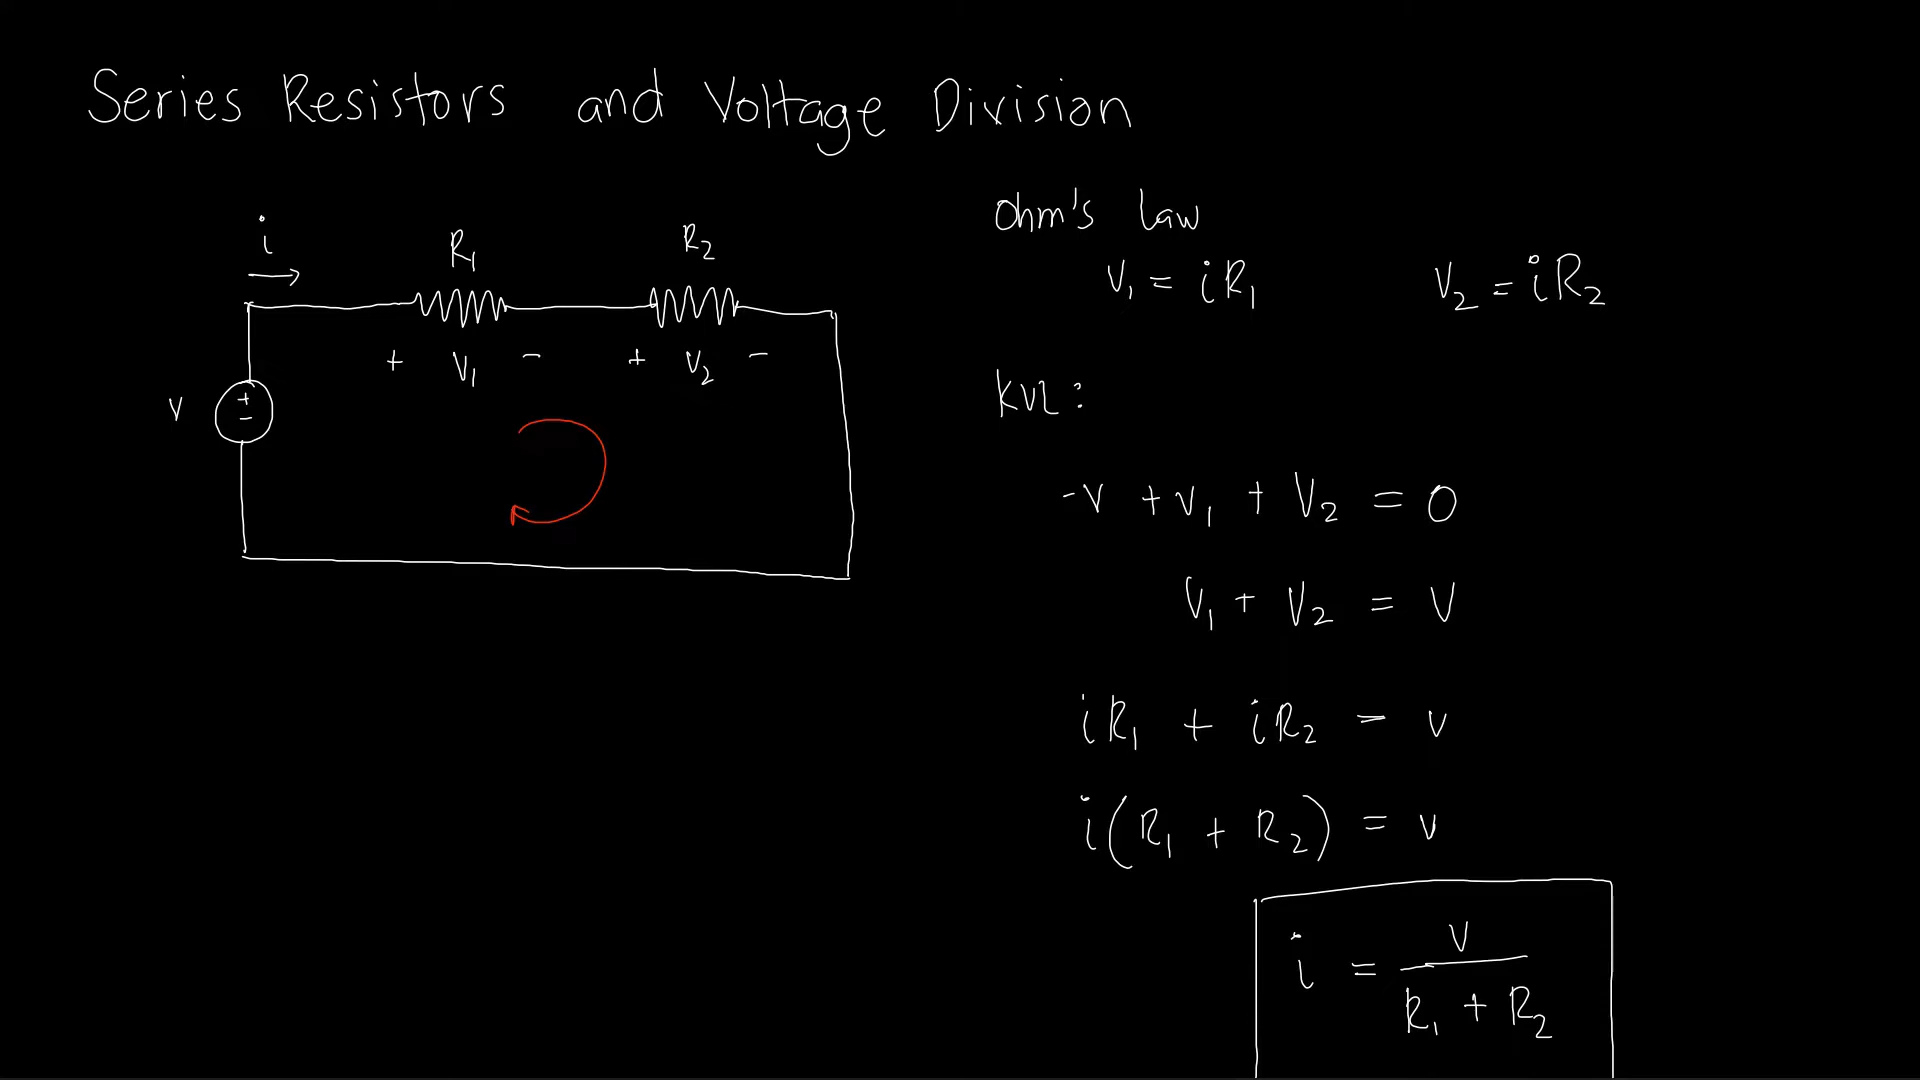 Series Resistors and Voltage Division
i
R₁
R₂
+ V₁ -
+ V₂ -
V
+
-
Ohm's law
V₁ = iR₁
V₂ = iR₂
KVL:
-V + V₁ + V₂ = 0
V₁ + V₂ = V
iR₁ + iR₂ = V
i(R₁ + R₂) = V
i = V / (R₁ + R₂)